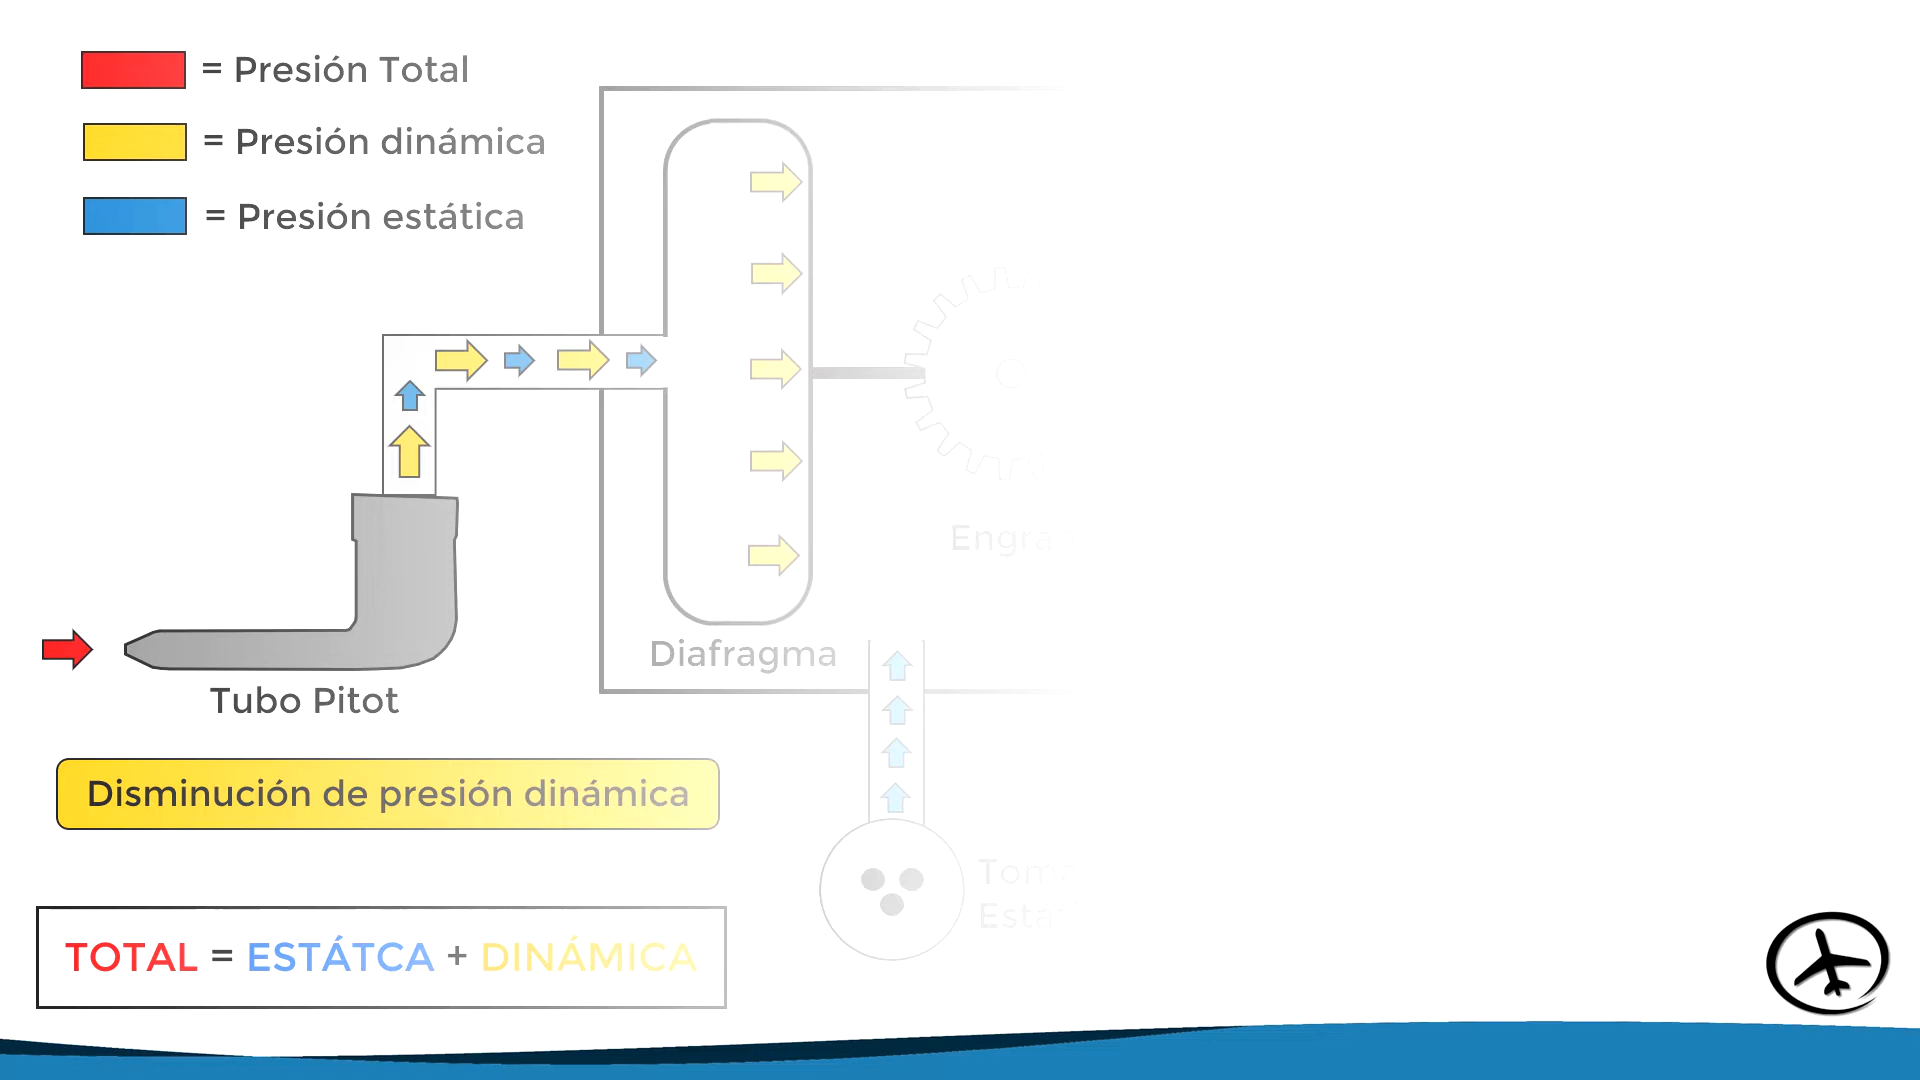 = Presión Total
= Presión dinámica
= Presión estática
Diafragma
Tubo Pitot
Disminución de presión dinámica
TOTAL = ESTÁTCA + DINÁMICA